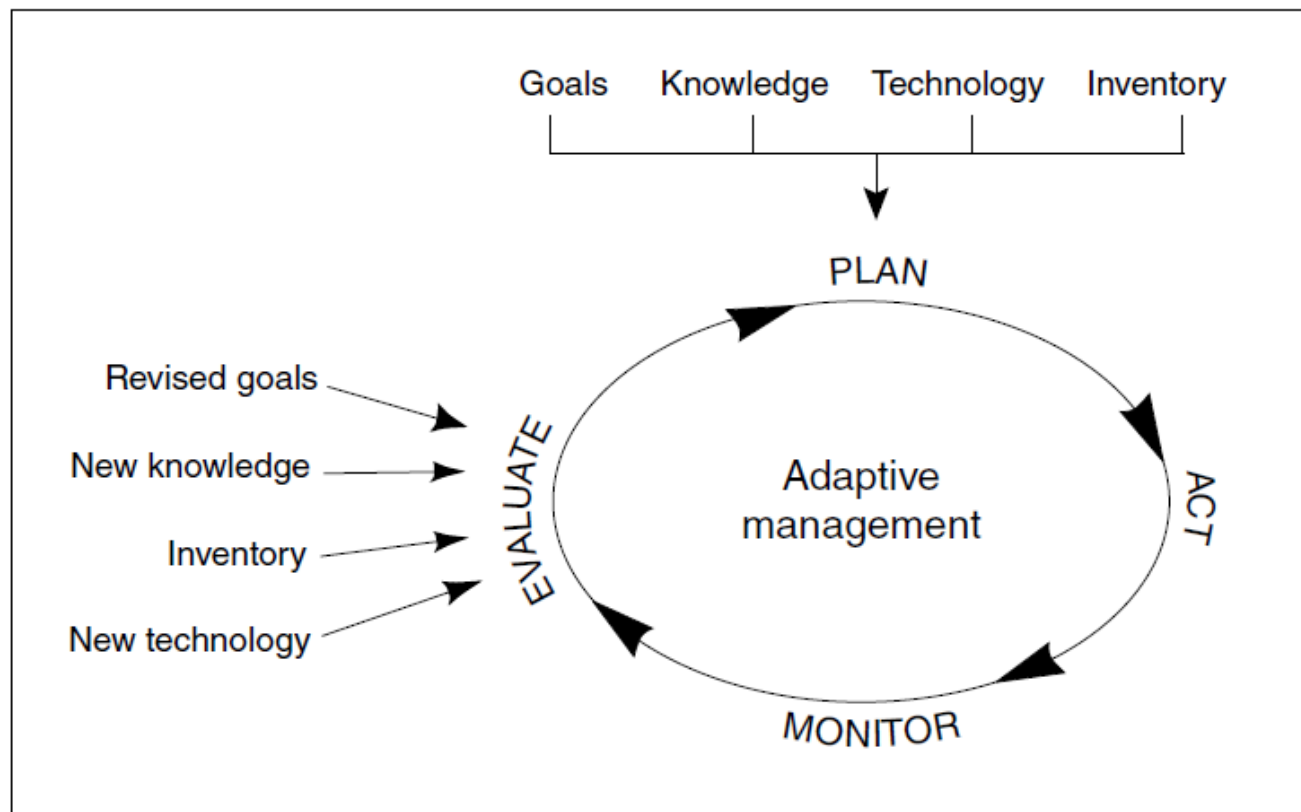 Goals Knowledge Technology Inventory
PLAN
Revised goals
New knowledge
Inventory
New technology
EVALUATE
Adaptive
management
ACT
MONITOR